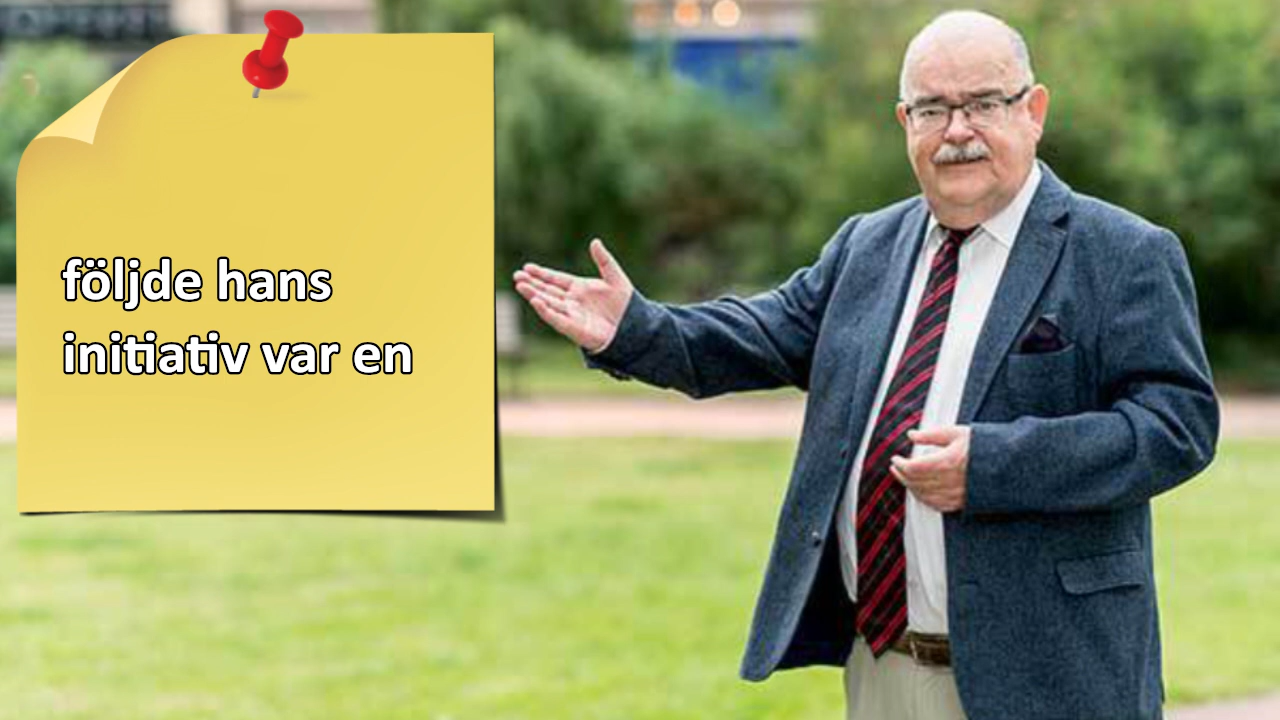 följde hans
initiativ var en